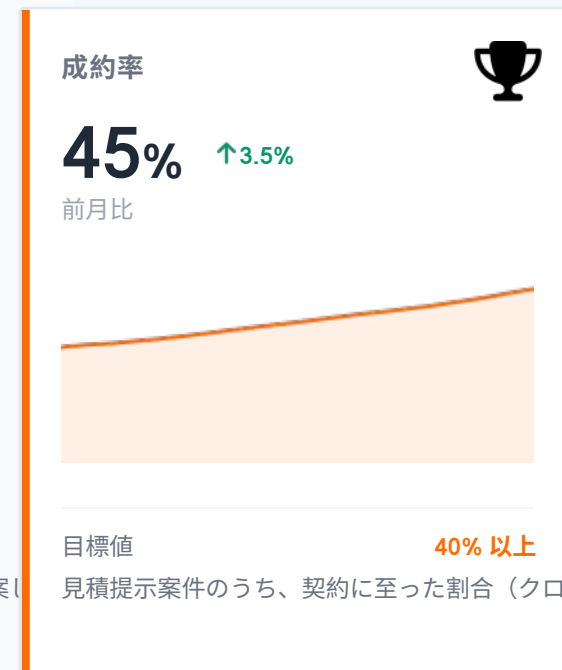 成約率
45% ↑3.5%
前月比
目標値 40% 以上
見積提示案件のうち、契約に至った割合（クロ